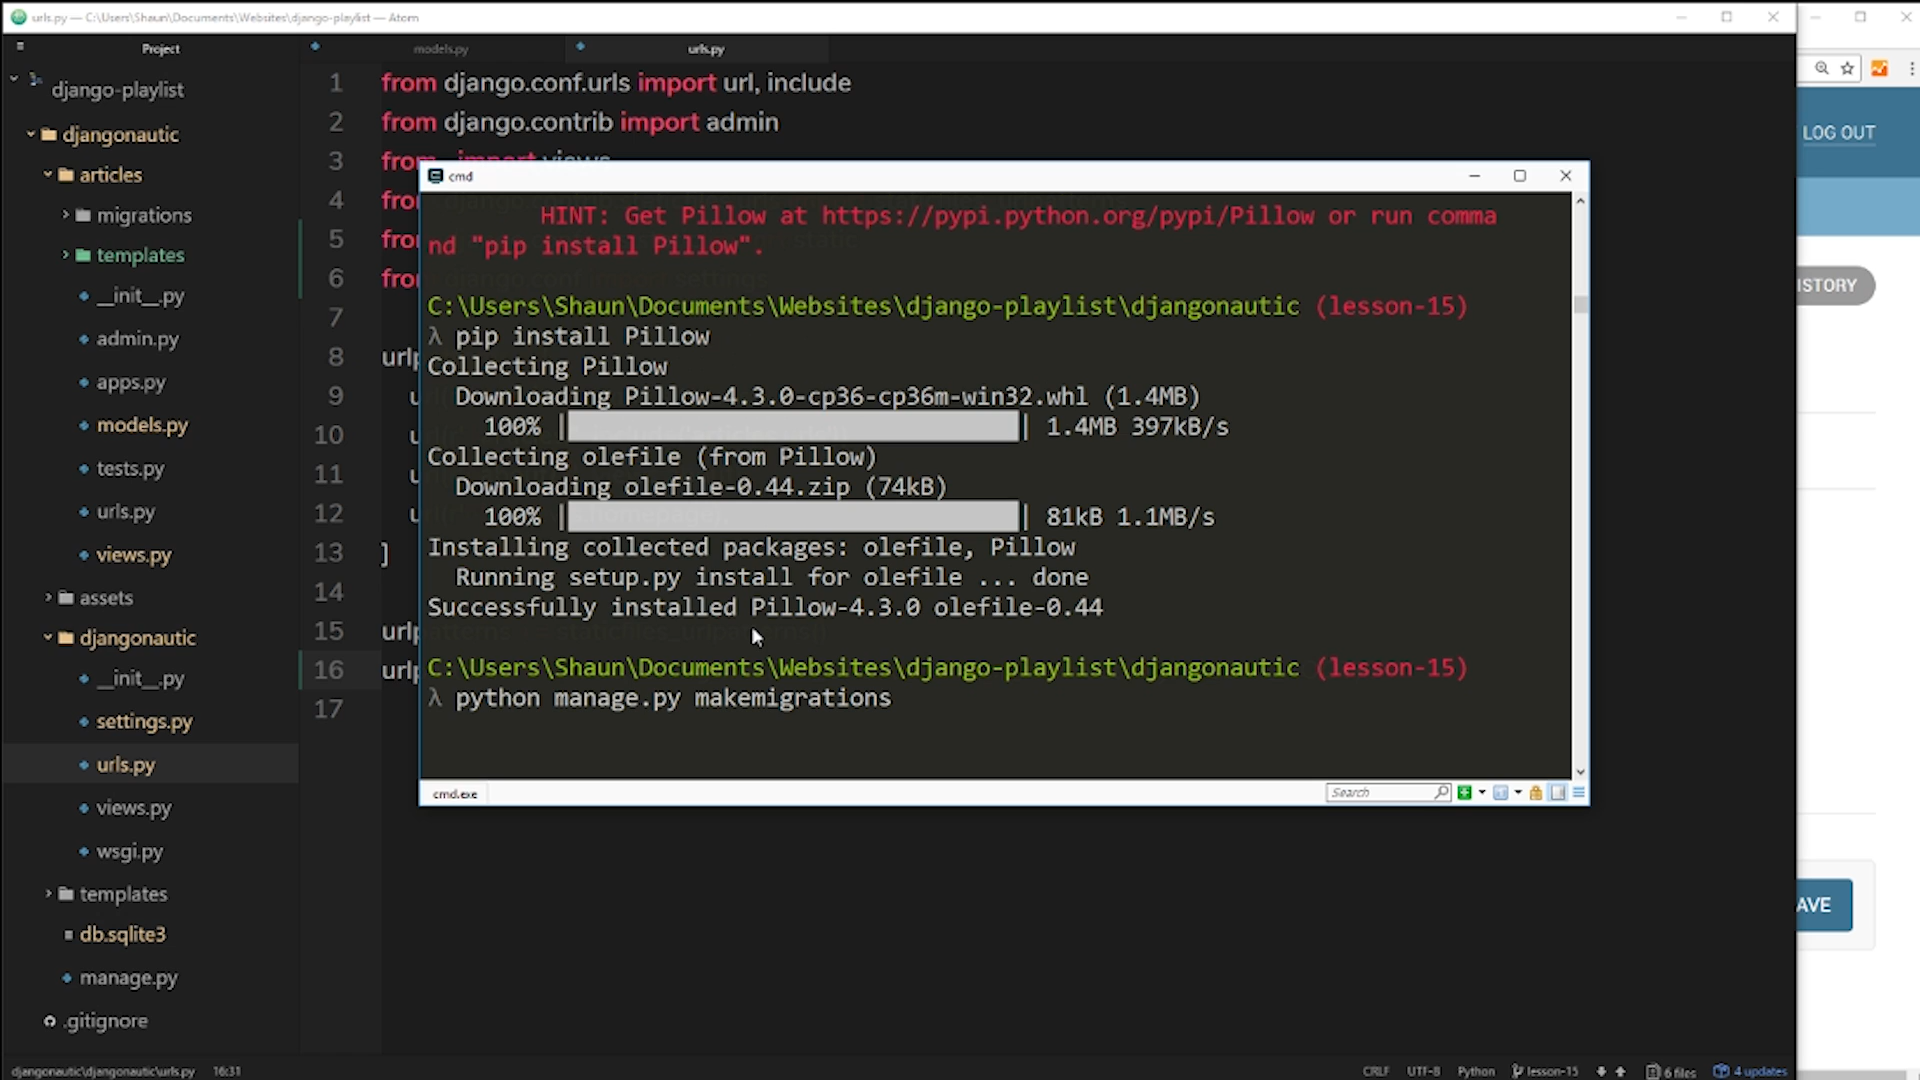 urls.py — C:\Users\Shaun\Documents\Websites\django-playlist — Atom
Project
models.py
urls.py
django-playlist
djangonautic
articles
migrations
templates
__init__.py
admin.py
apps.py
models.py
tests.py
urls.py
views.py
assets
djangonautic
__init__.py
settings.py
urls.py
views.py
wsgi.py
templates
db.sqlite3
manage.py
.gitignore
1 from django.conf.urls import url, include
2 from django.contrib import admin
3 from . import views
4
5
6
7
8
9
10
11
12
13 ]
14
15
16
17
cmd
HINT: Get Pillow at https://pypi.python.org/pypi/Pillow or run comma
nd "pip install Pillow".
C:\Users\Shaun\Documents\Websites\django-playlist\djangonautic (lesson-15)
λ pip install Pillow
Collecting Pillow
Downloading Pillow-4.3.0-cp36-cp36m-win32.whl (1.4MB)
100% || 1.4MB 397kB/s
Collecting olefile (from Pillow)
Downloading olefile-0.44.zip (74kB)
100% || 81kB 1.1MB/s
Installing collected packages: olefile, Pillow
Running setup.py install for olefile ... done
Successfully installed Pillow-4.3.0 olefile-0.44
C:\Users\Shaun\Documents\Websites\django-playlist\djangonautic (lesson-15)
λ python manage.py makemigrations
cmd.exe
Search
LOG OUT
ISTORY
AVE
djangonautic\djangonautic\urls.py 16:31
CRLF UTF-8 Python lesson-15 6 files 4 updates